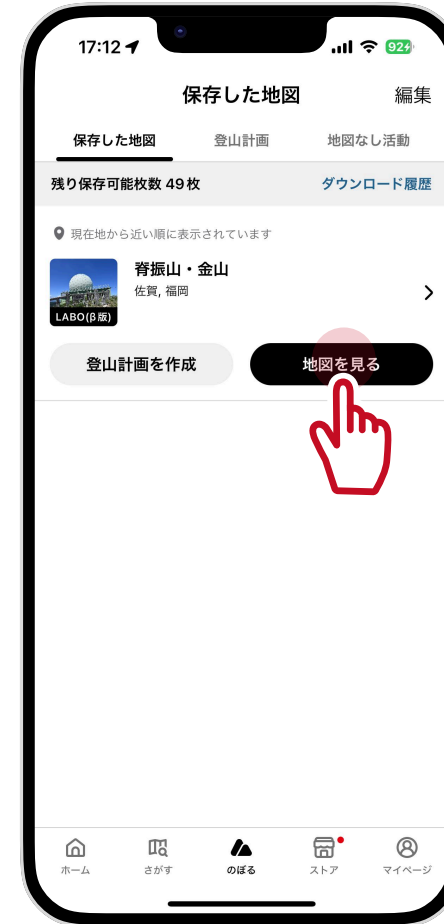 17:12
92
保存した地図
編集
保存した地図 登山計画 地図なし活動
残り保存可能枚数 49 枚 ダウンロード履歴
現在地から近い順に表示されています
脊振山・金山
佐賀, 福岡
LABO(β版)
登山計画を作成 地図を見る
ホーム さがす のぼる ストア マイページ